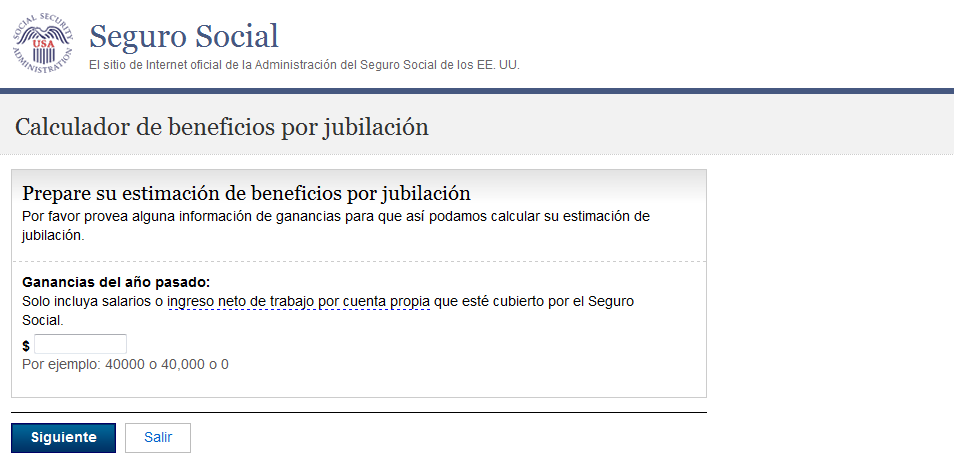 SOCIAL SECURITY
USA
ADMINISTRATION
Seguro Social
El sitio de Internet oficial de la Administración del Seguro Social de los EE. UU.
Calculador de beneficios por jubilación
Prepare su estimación de beneficios por jubilación
Por favor provea alguna información de ganancias para que así podamos calcular su estimación de
jubilación.
Ganancias del año pasado:
Solo incluya salarios o ingreso neto de trabajo por cuenta propia que esté cubierto por el Seguro
Social.
$
Por ejemplo: 40000 o 40,000 o 0
Siguiente Salir